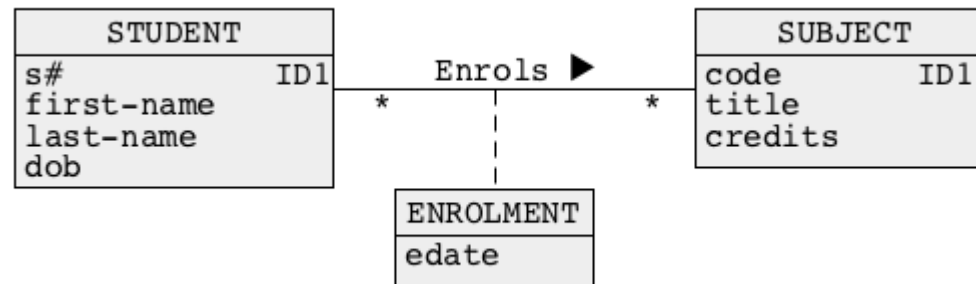 STUDENT
s# ID1
first-name
last-name
dob
Enrols ▶
*
*
SUBJECT
code ID1
title
credits
ENROLMENT
edate